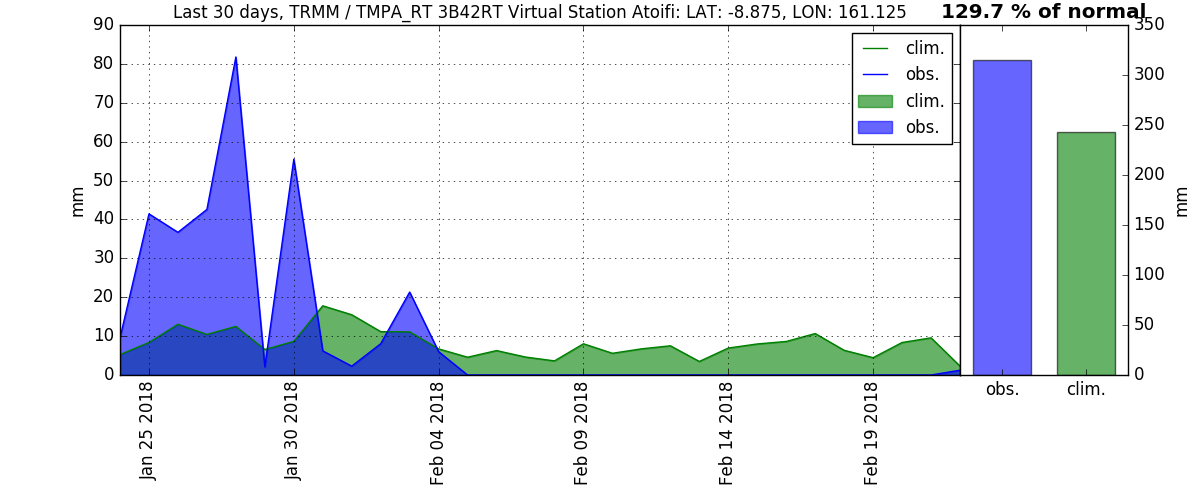 Last 30 days, TRMM / TMPA_RT 3B42RT Virtual Station Atoifi: LAT: -8.875, LON: 161.125
129.7 % of normal
90
80
70
60
50
40
30
20
10
0
mm
Jan 25 2018
Jan 30 2018
Feb 04 2018
Feb 09 2018
Feb 14 2018
Feb 19 2018
clim.
obs.
clim.
obs.
350
300
250
200
150
100
50
0
mm
obs.
clim.